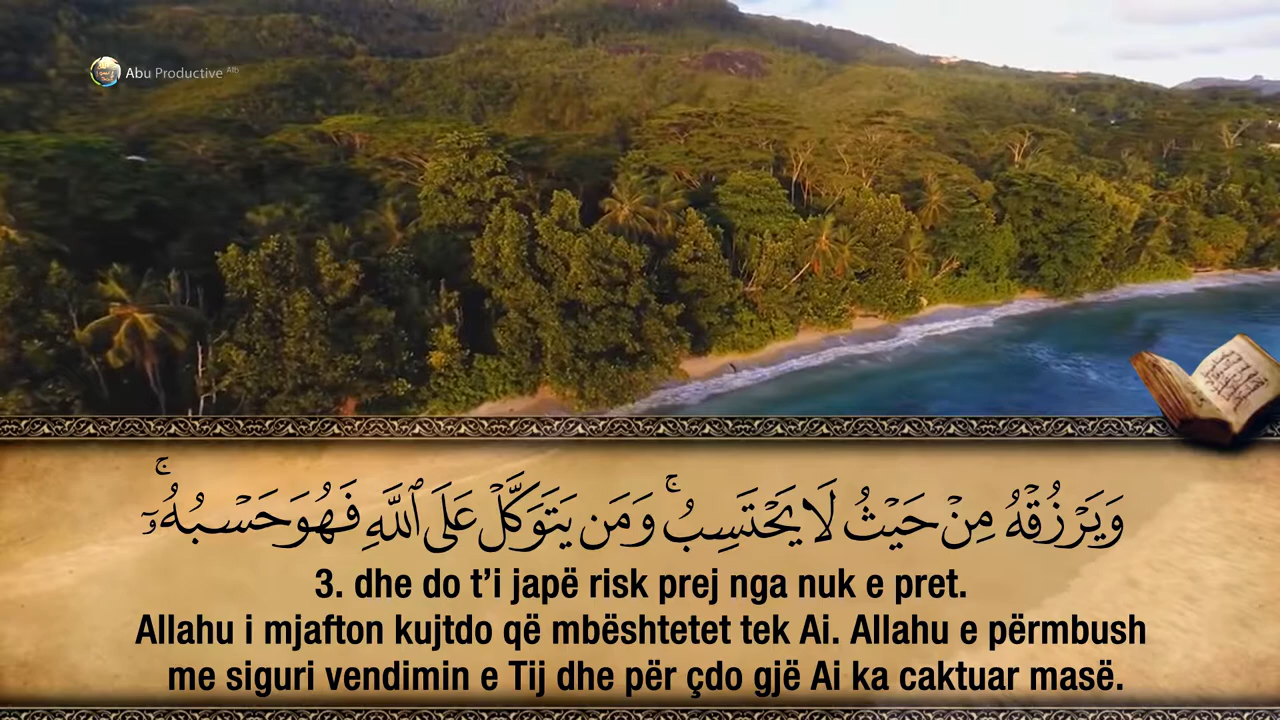 Abu Productive Alb
وَيَرْزُقْهُ مِنْ حَيْثُ لَا يَحْتَسِبُ ۚ وَمَن يَتَوَكَّلْ عَلَى ٱللَّهِ فَهُوَ حَسْبُهُۥٓ ۚ
3. dhe do t’i japë risk prej nga nuk e pret.
Allahu i mjafton kujtdo që mbështetet tek Ai. Allahu e përmbush
me siguri vendimin e Tij dhe për çdo gjë Ai ka caktuar masë.